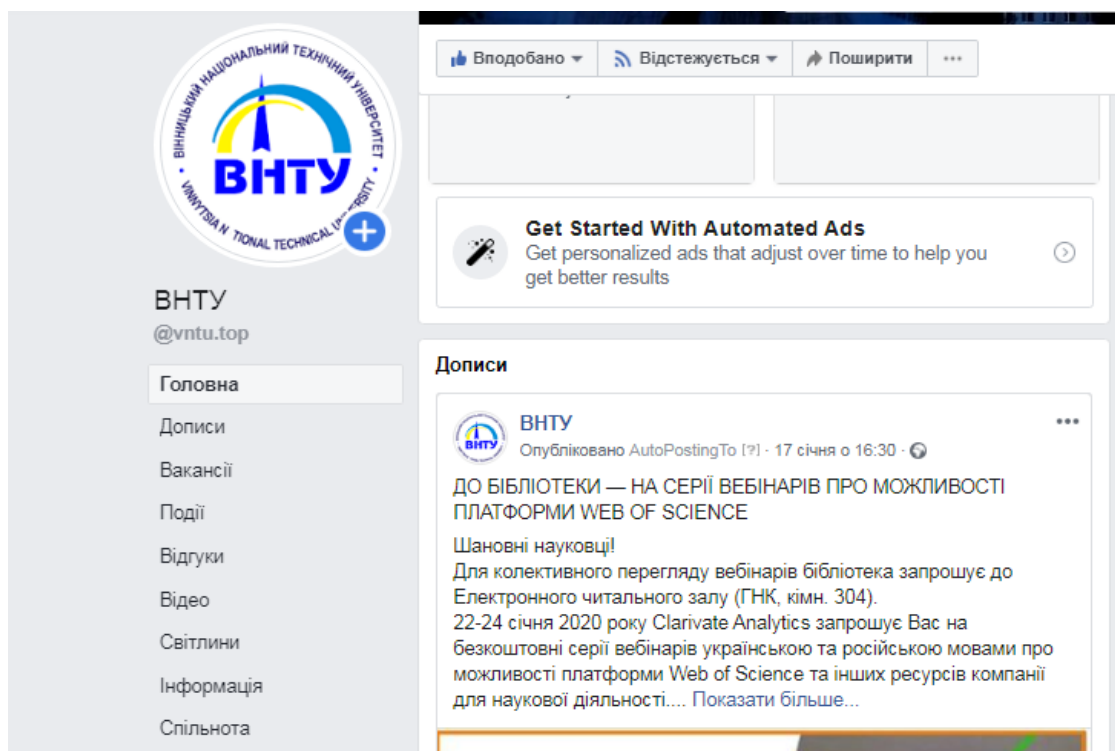 ВІННИЦЬКИЙ НАЦІОНАЛЬНИЙ ТЕХНІЧНИЙ УНІВЕРСИТЕТ
ВНТУ
VINNYTSIA N TIONAL TECHNICAL
ВНТУ
@vntu.top
Головна
Дописи
Вакансії
Події
Відгуки
Відео
Світлини
Інформація
Спільнота
Вподобано
Відстежується
Поширити
Get Started With Automated Ads
Get personalized ads that adjust over time to help you
get better results
Дописи
ВНТУ
ВНТУ
Опубліковано AutoPostingTo [?] · 17 січня о 16:30 ·
ДО БІБЛІОТЕКИ — НА СЕРІЇ ВЕБІНАРІВ ПРО МОЖЛИВОСТІ
ПЛАТФОРМИ WEB OF SCIENCE
Шановні науковці!
Для колективного перегляду вебінарів бібліотека запрошує до
Електронного читального залу (ГНК, кімн. 304).
22-24 січня 2020 року Clarivate Analytics запрошує Вас на
безкоштовні серії вебінарів українською та російською мовами про
можливості платформи Web of Science та інших ресурсів компанії
для наукової діяльності.... Показати більше...